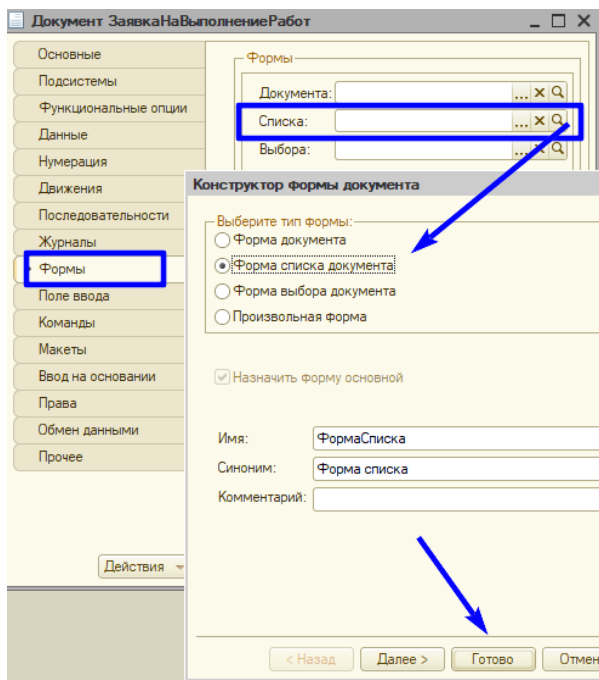 Документ ЗаявкаНаВыполнениеРабот
Основные
Подсистемы
Функциональные опции
Данные
Нумерация
Движения
Последовательности
Журналы
Формы
Поле ввода
Команды
Макеты
Ввод на основании
Права
Обмен данными
Прочее
Действия
Формы
Документа:
Списка:
Выбора:
Конструктор формы документа
Выберите тип формы:
Форма документа
Форма списка документа
Форма выбора документа
Произвольная форма
Назначить форму основной
Имя: ФормаСписка
Синоним: Форма списка
Комментарий:
< Назад Далее > Готово Отмен